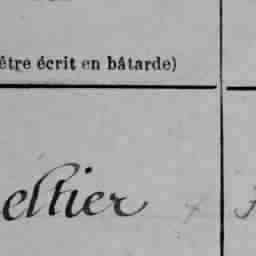 être écrit en bâtarde)
eltier